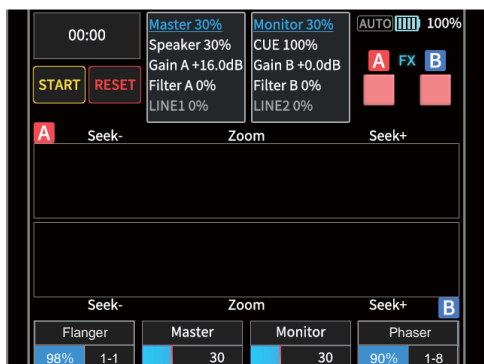 00:00
START RESET
Master 30%
Speaker 30%
Gain A +16.0dB
Filter A 0%
LINE1 0%
Monitor 30%
CUE 100%
Gain B +0.0dB
Filter B 0%
LINE2 0%
AUTO 100%
A FX B
A Seek- Zoom Seek+
Seek- Zoom Seek+ B
Flanger Master Monitor Phaser
98% 1-1 30 30 90% 1-8